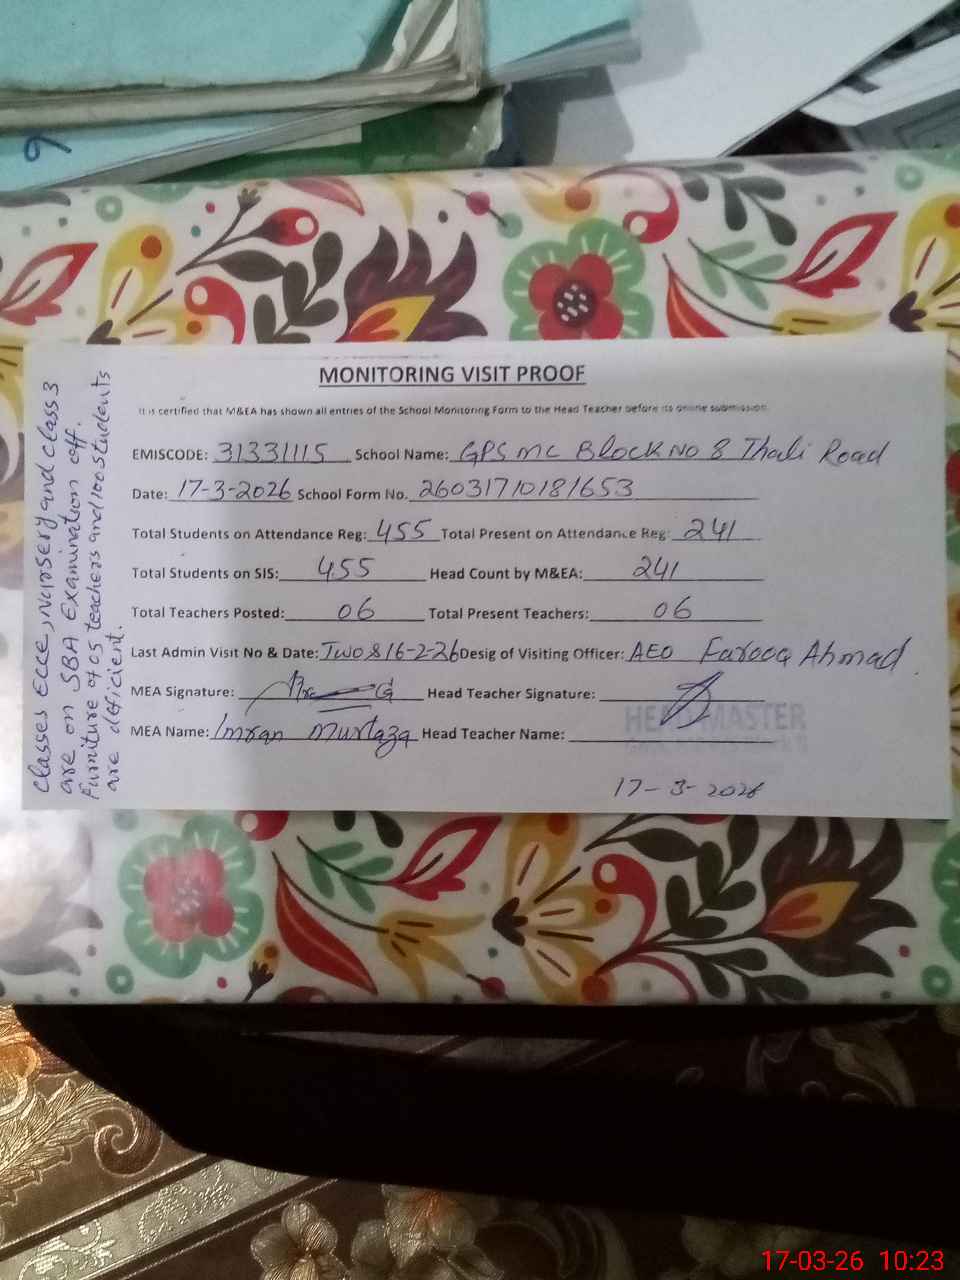 9
MONITORING VISIT PROOF
It is certified that M&EA has shown all entries of the School Monitoring Form to the Head Teacher before its online submission.
EMISCODE: 31331115 School Name: GPS MC Block NO 8 Thali Road
Date: 17-3-2026 School Form No. 26031710181653
Total Students on Attendance Reg: 455 Total Present on Attendance Reg: 241
Total Students on SIS: 455 Head Count by M&EA: 241
Total Teachers Posted: 06 Total Present Teachers: 06
Last Admin Visit No & Date: Two & 16-2-26 Desig of Visiting Officer: AEO Farooq Ahmad.
MEA Signature: Head Teacher Signature:
HEAD MASTER
MEA Name: Imran Murtaza Head Teacher Name:
17-3-2026
Classes ECCE, Nursery and class 3
are on SBA Examination off.
Furniture of 05 teachers and 100 students
are deficient.
17-03-26 10:23